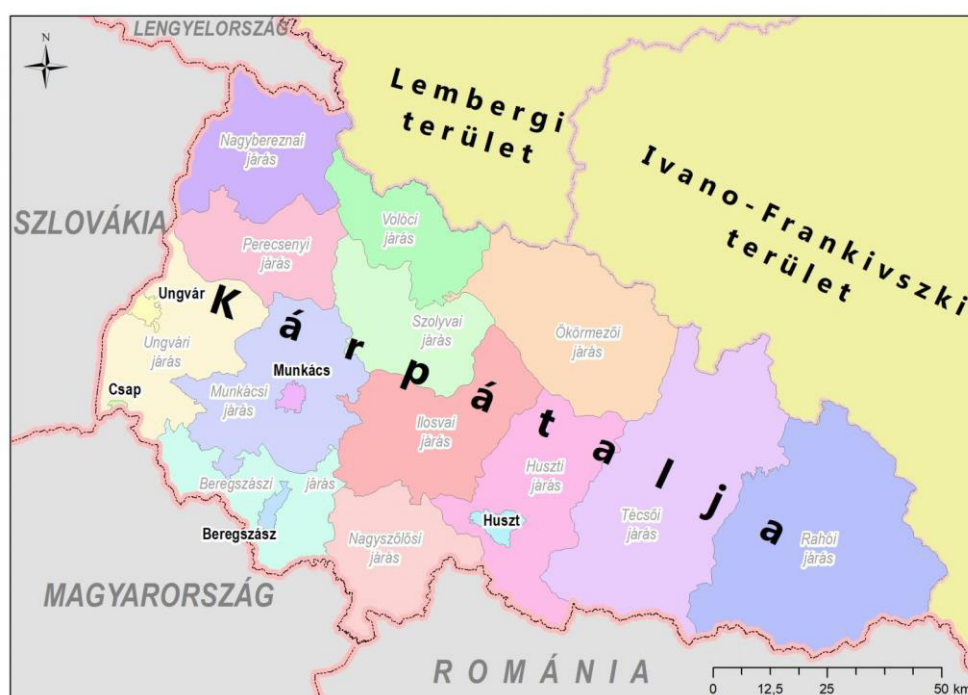 LENGYELORSZÁG
N
Lembergi
terület
Ivano-Frankivszki
terület
Nagybereznai
járás
SZLOVÁKIA
Volóci
járás
Perecsenyi
járás
Ungvár
Kárpátalja
Szolyvai
járás
Ökörmezői
járás
Ungvári
járás
Munkács
Csap
Munkácsi
járás
Ilosvai
járás
Huszti
járás
Beregszászi járás
Técsői
járás
Huszt
Beregszász
Nagyszőlősi
járás
Rahói
járás
MAGYARORSZÁG
ROMÁNIA
0 12,5 25 50 km